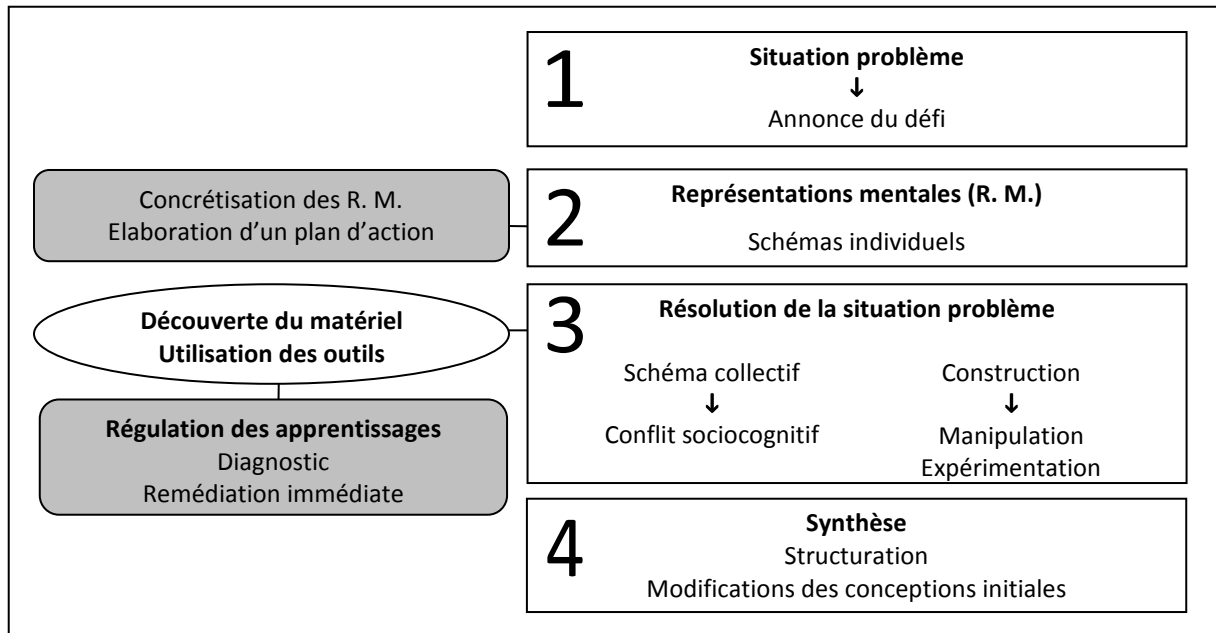 1
Situation problème
↓
Annonce du défi
Concrétisation des R. M.
Elaboration d’un plan d’action
2
Représentations mentales (R. M.)
Schémas individuels
Découverte du matériel
Utilisation des outils
3
Résolution de la situation problème
Schéma collectif
↓
Conflit sociocognitif
Construction
↓
Manipulation
Expérimentation
Régulation des apprentissages
Diagnostic
Remédiation immédiate
4
Synthèse
Structuration
Modifications des conceptions initiales